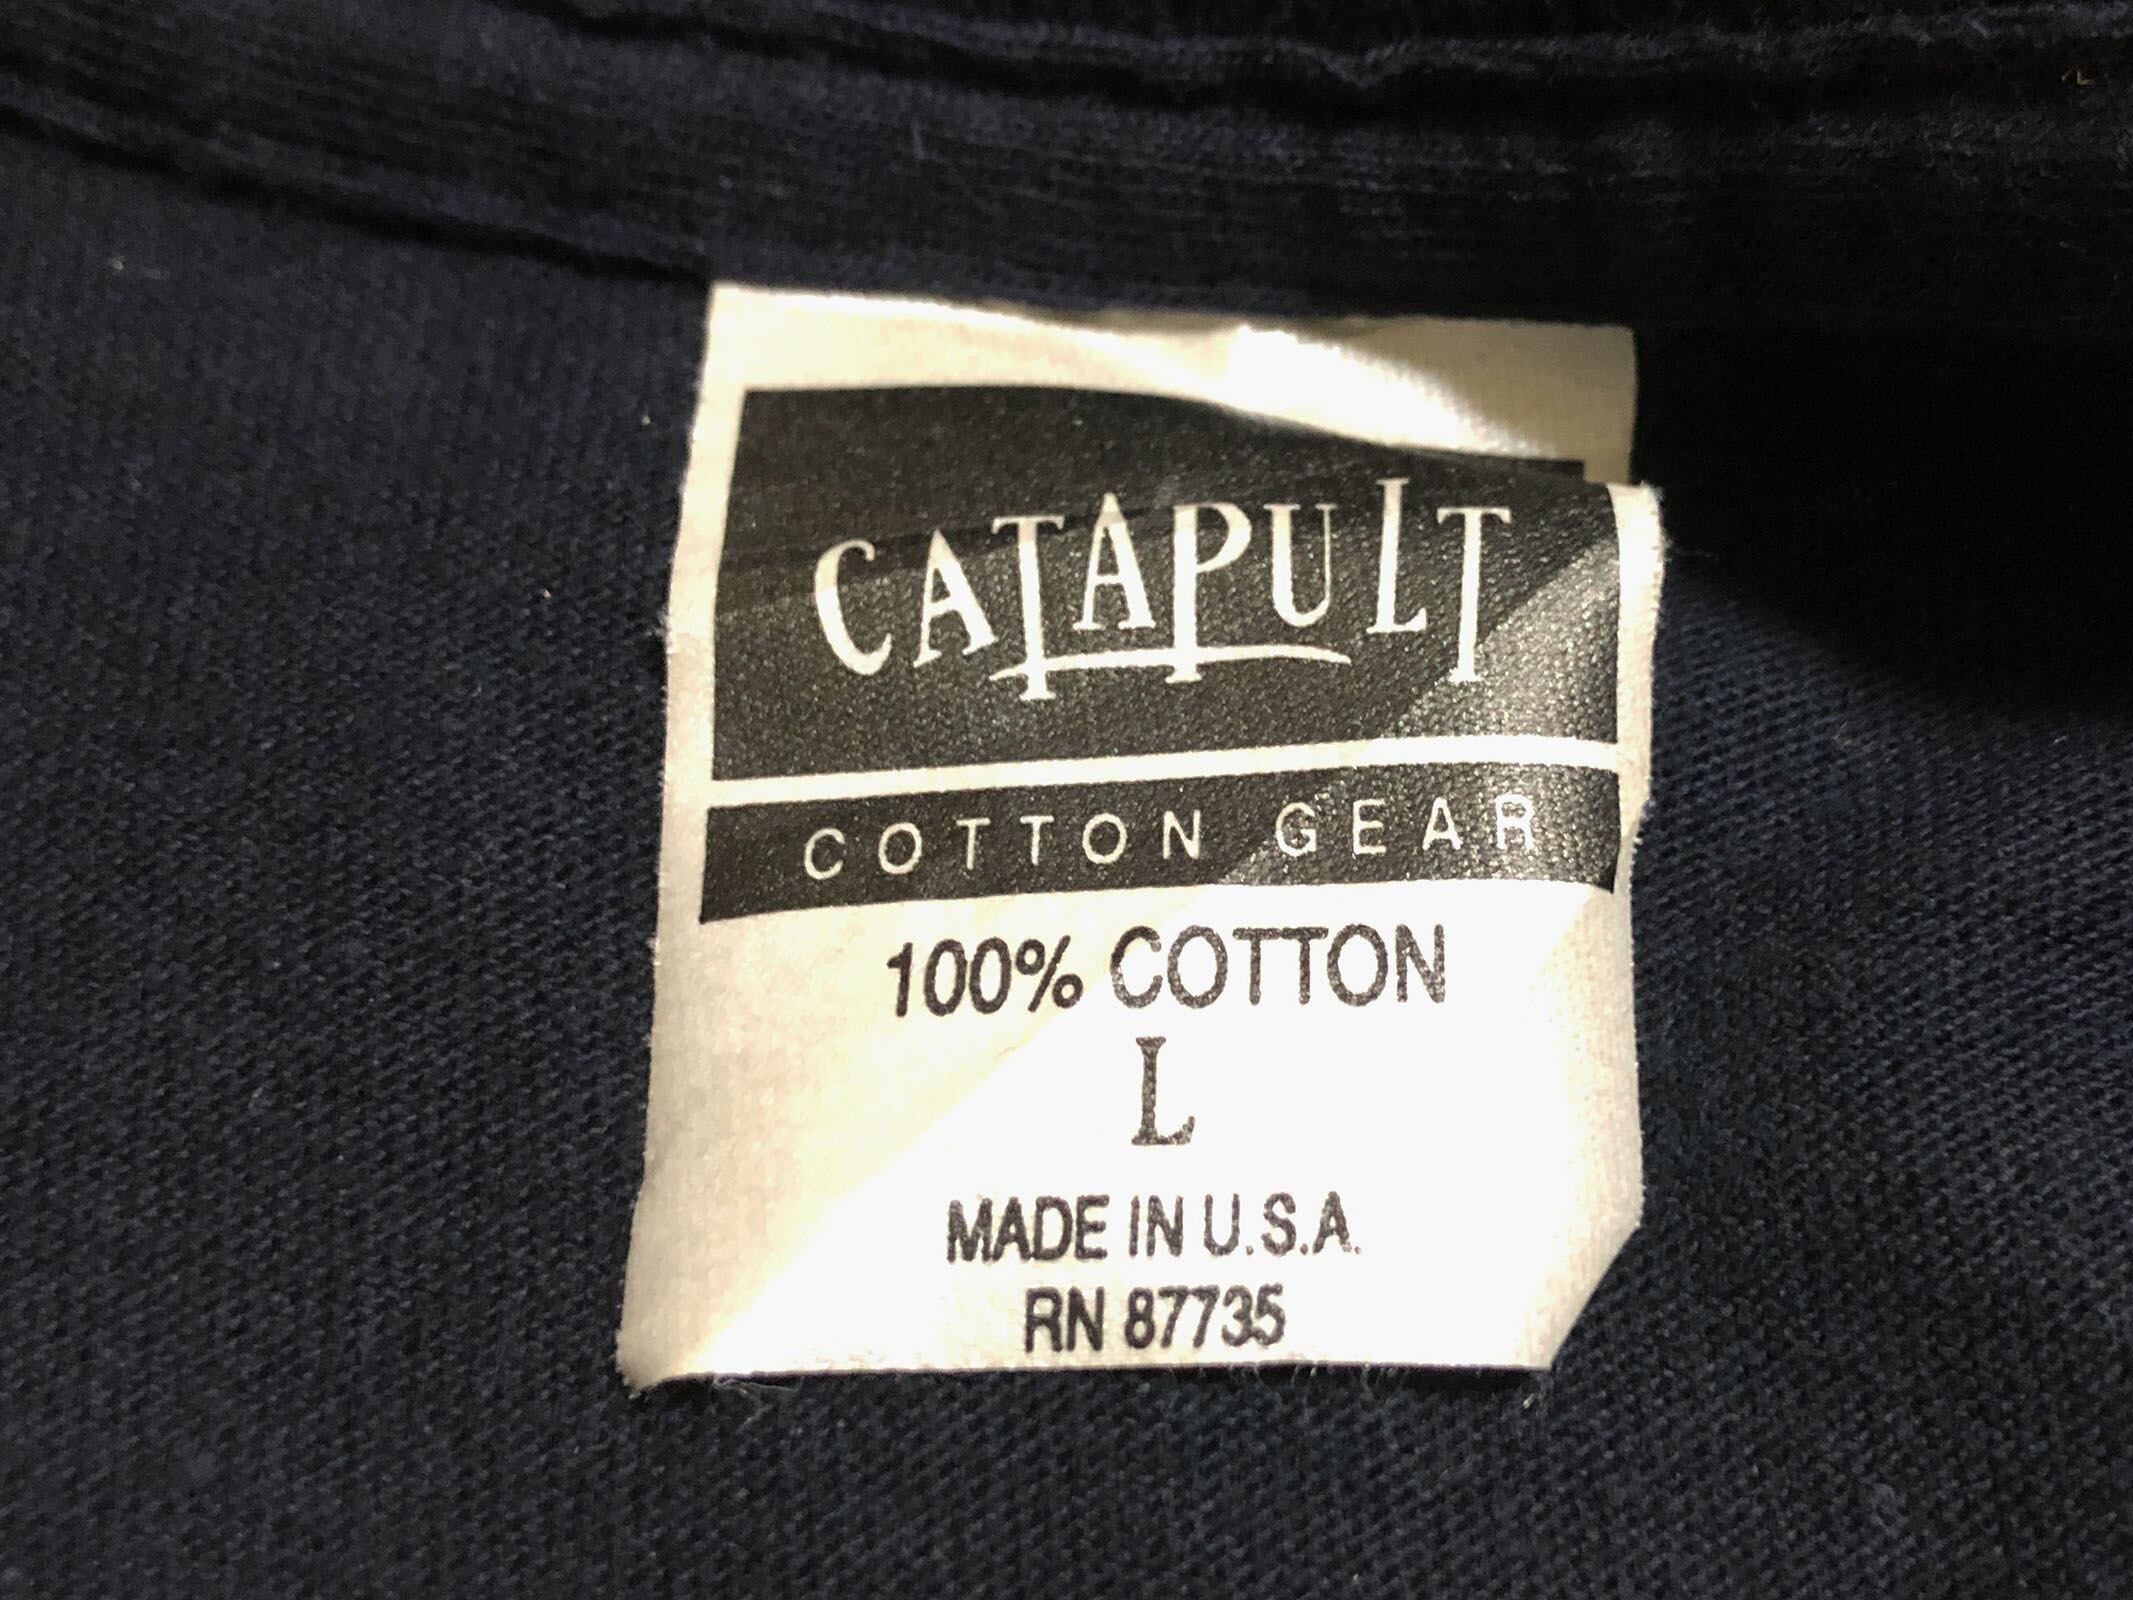 CATAPULT
COTTON GEAR
100% COTTON
L
MADE IN U.S.A.
RN 87735